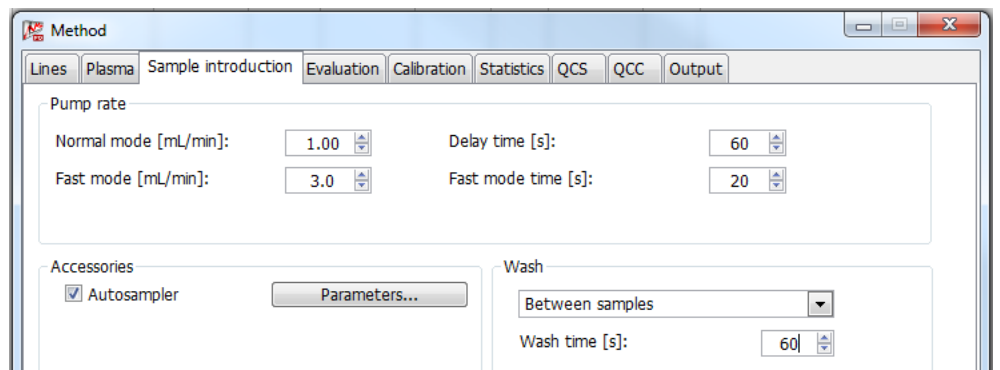 Method
Lines Plasma Sample introduction Evaluation Calibration Statistics QCS QCC Output
Pump rate
Normal mode [mL/min]: 1.00 Delay time [s]: 60
Fast mode [mL/min]: 3.0 Fast mode time [s]: 20
Accessories Wash
Autosampler Parameters... Between samples
Wash time [s]: 60